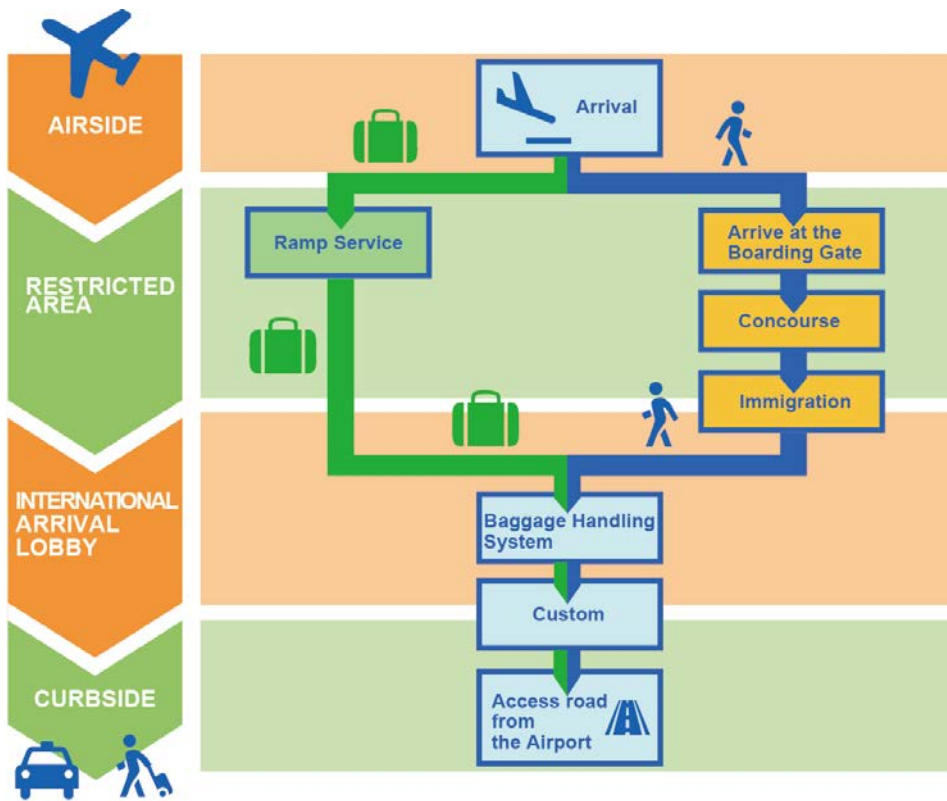 AIRSIDE
Arrival
RESTRICTED
AREA
Ramp Service
Arrive at the
Boarding Gate
Concourse
Immigration
INTERNATIONAL
ARRIVAL
LOBBY
Baggage Handling
System
Custom
CURBSIDE
Access road
from
the Airport